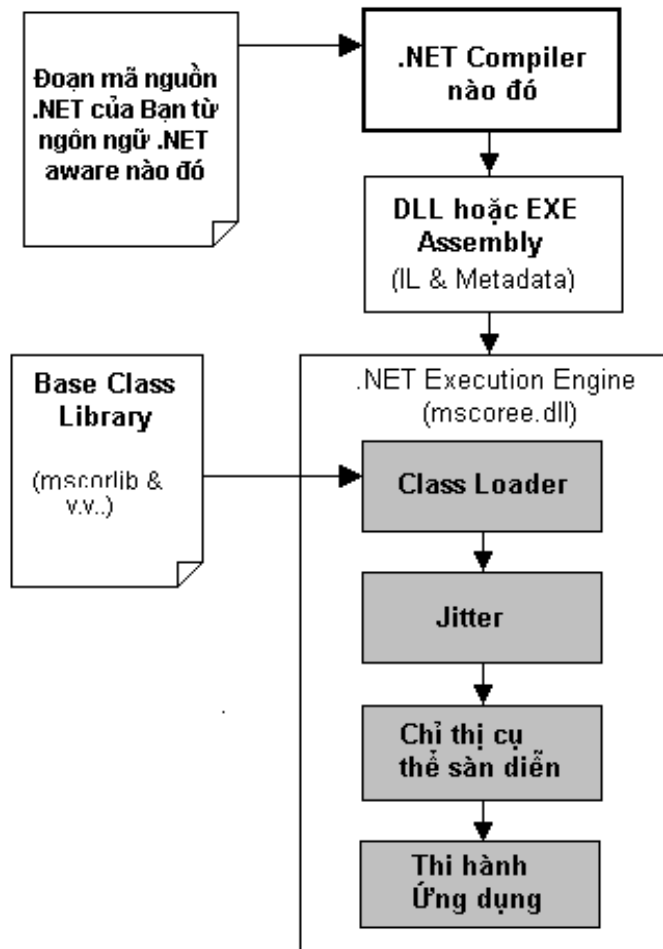 Đoạn mã nguồn
.NET của Bạn từ
ngôn ngữ .NET
aware nào đó
.NET Compiler
nào đó
DLL hoặc EXE
Assembly
(IL & Metadata)
Base Class
Library
(mscorlib &
v.v..)
.NET Execution Engine
(mscoree.dll)
Class Loader
Jitter
Chỉ thị cụ
thể sàn diễn
Thi hành
Ứng dụng